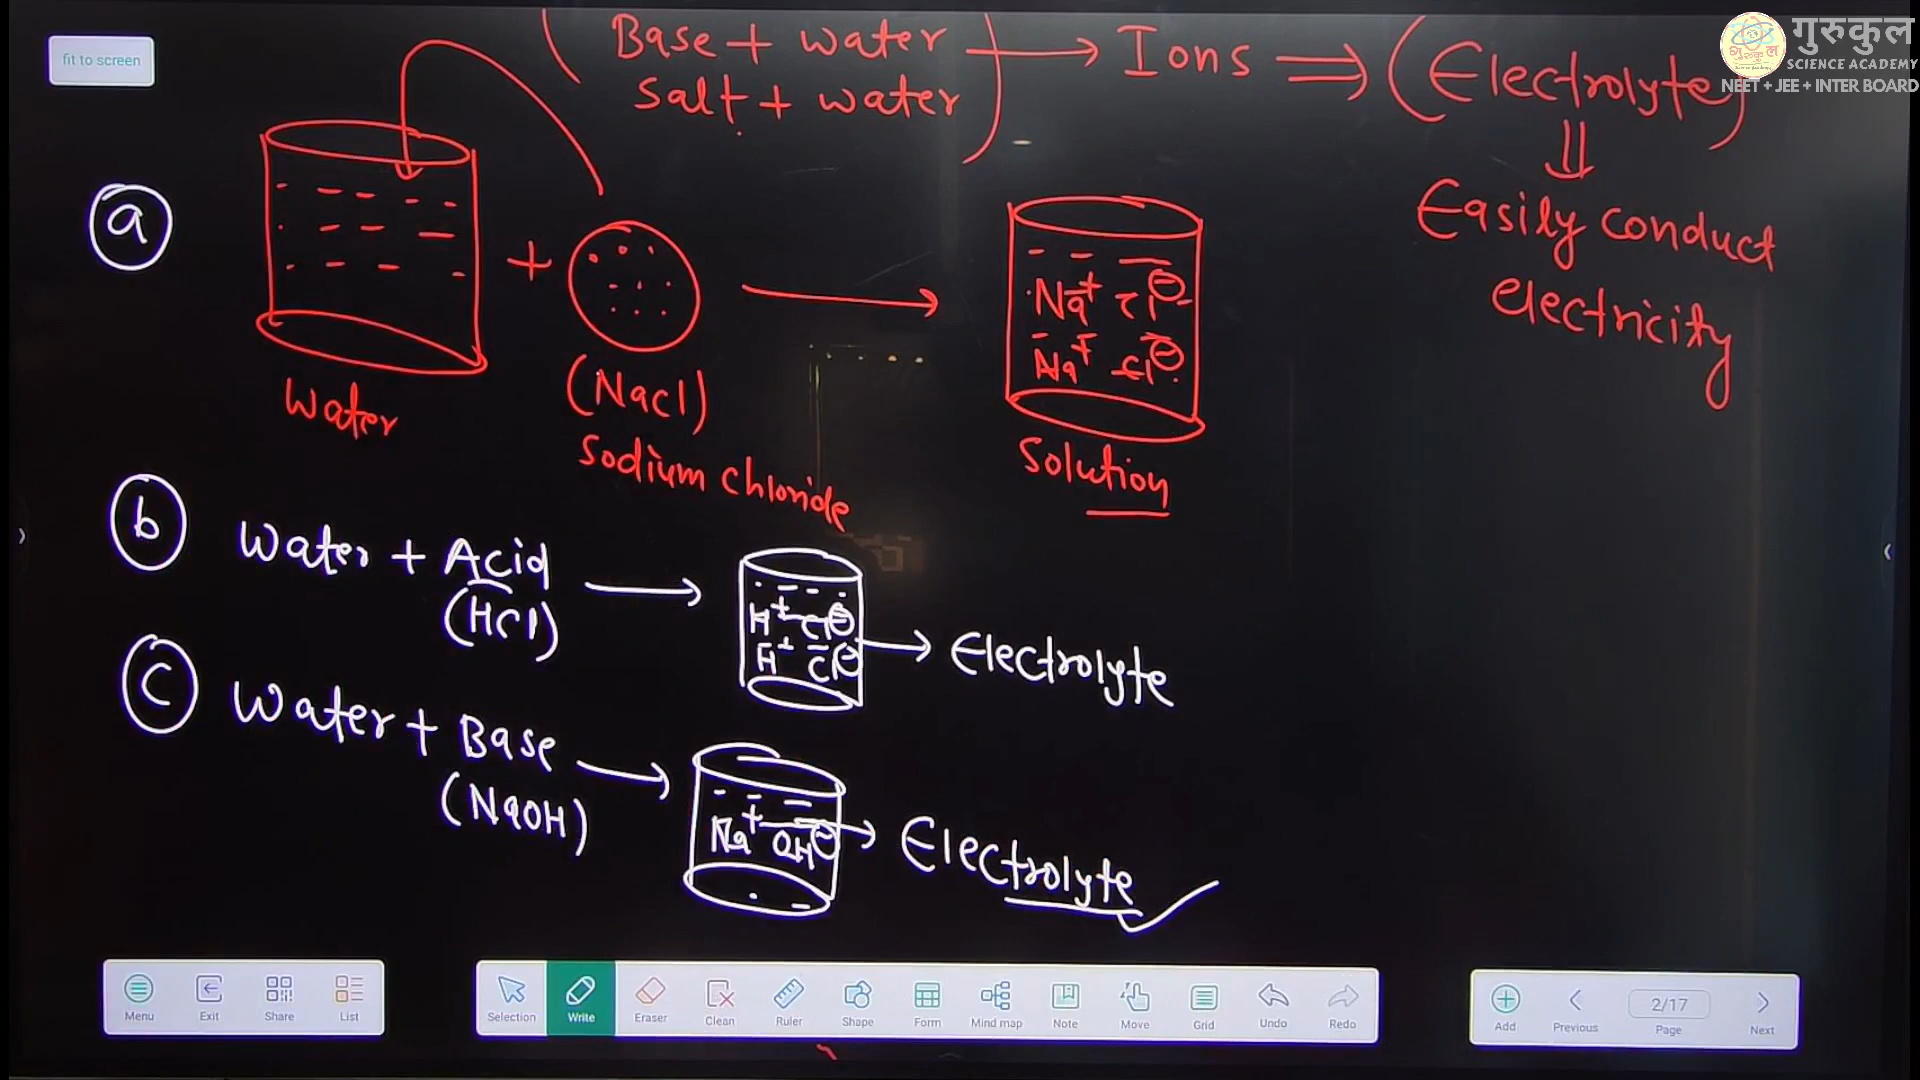 fit to screen
Base + water
Salt + water
→ Ions ⇒ (Electrolyte)
गुरुकुल
SCIENCE ACADEMY
NEET + JEE + INTER BOARD
Easily conduct
electricity
a
+
Water
(NaCl)
Sodium chloride
Na⁺ Cl⊖
Na⁺ Cl⊖
Solution
b Water + Acid
(HCl)
H⁺ Cl⊖
H⁺ Cl⊖
→ Electrolyte
c Water + Base
(NaOH)
Na⁺ OH⊖
→ Electrolyte
Menu Exit Share List
Selection Write Eraser Clean Ruler Shape Form Mind map Note Move Grid Undo Redo
Add Previous 2/17 Page Next